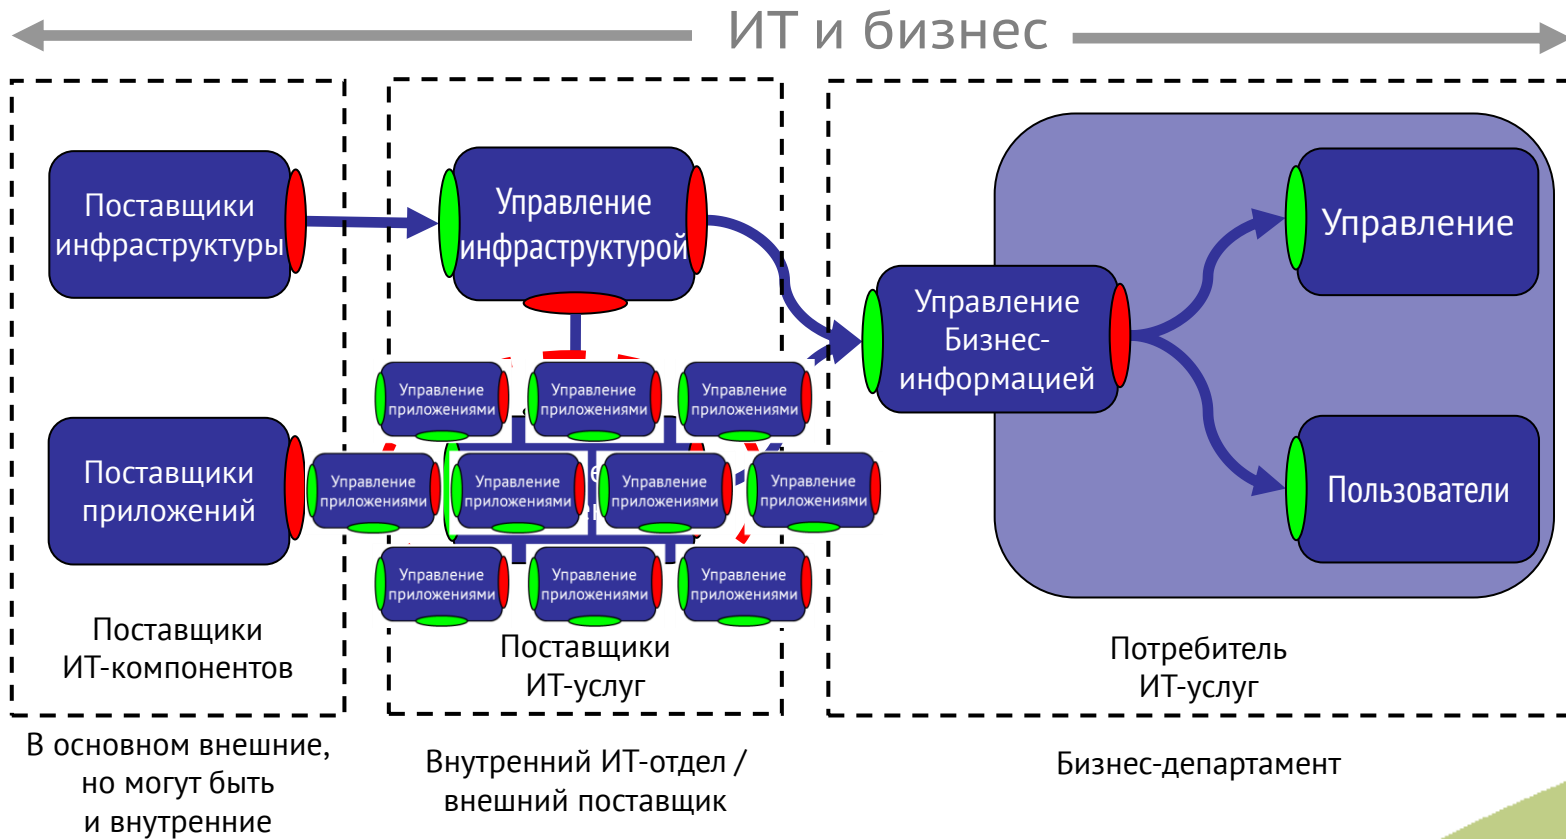 ИТ и бизнес
Поставщики
инфраструктуры
Поставщики
приложений
Поставщики
ИТ-компонентов
В основном внешние,
но могут быть
и внутренние
Управление
инфраструктурой
Управление
приложениями
Управление
приложениями
Управление
приложениями
Управление
приложениями
Управление
приложениями
Управление
приложениями
Управление
приложениями
Управление
приложениями
Управление
приложениями
Управление
приложениями
Поставщики
ИТ-услуг
Внутренний ИТ-отдел /
внешний поставщик
Управление
Бизнес-
информацией
Управление
Пользователи
Потребитель
ИТ-услуг
Бизнес-департамент